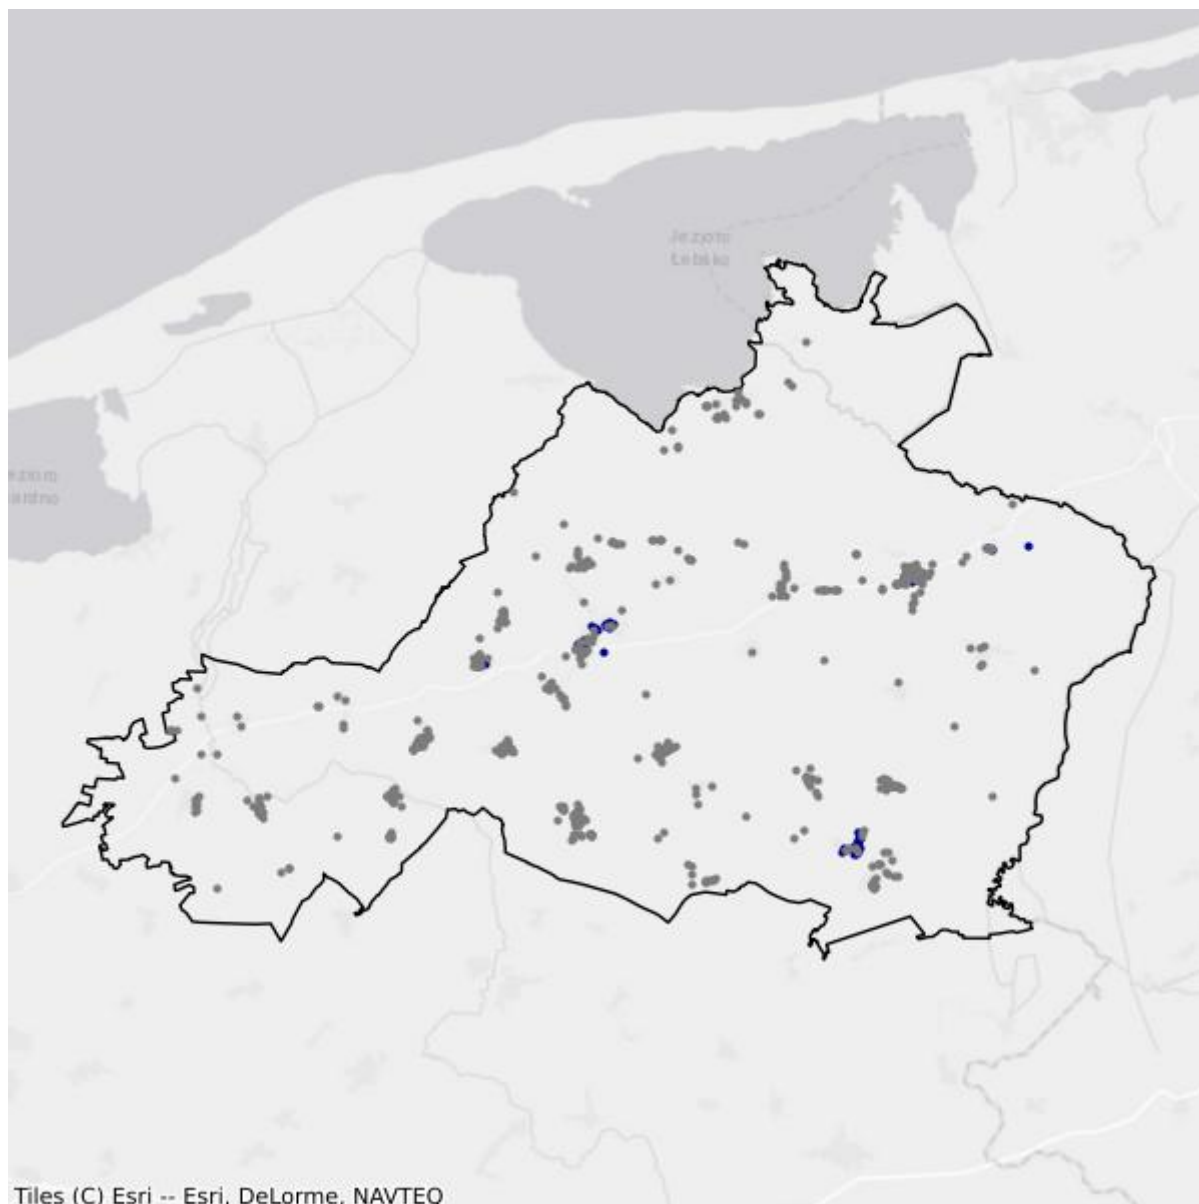 Jezioro
Łebsko
Tiles (C) Esri -- Esri, DeLorme, NAVTEQ